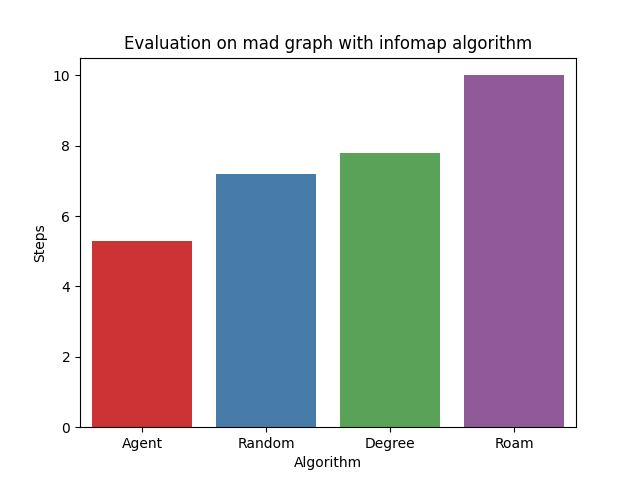 Evaluation on mad graph with infomap algorithm
10
8
6
4
2
0
Steps
Agent Random Degree Roam
Algorithm